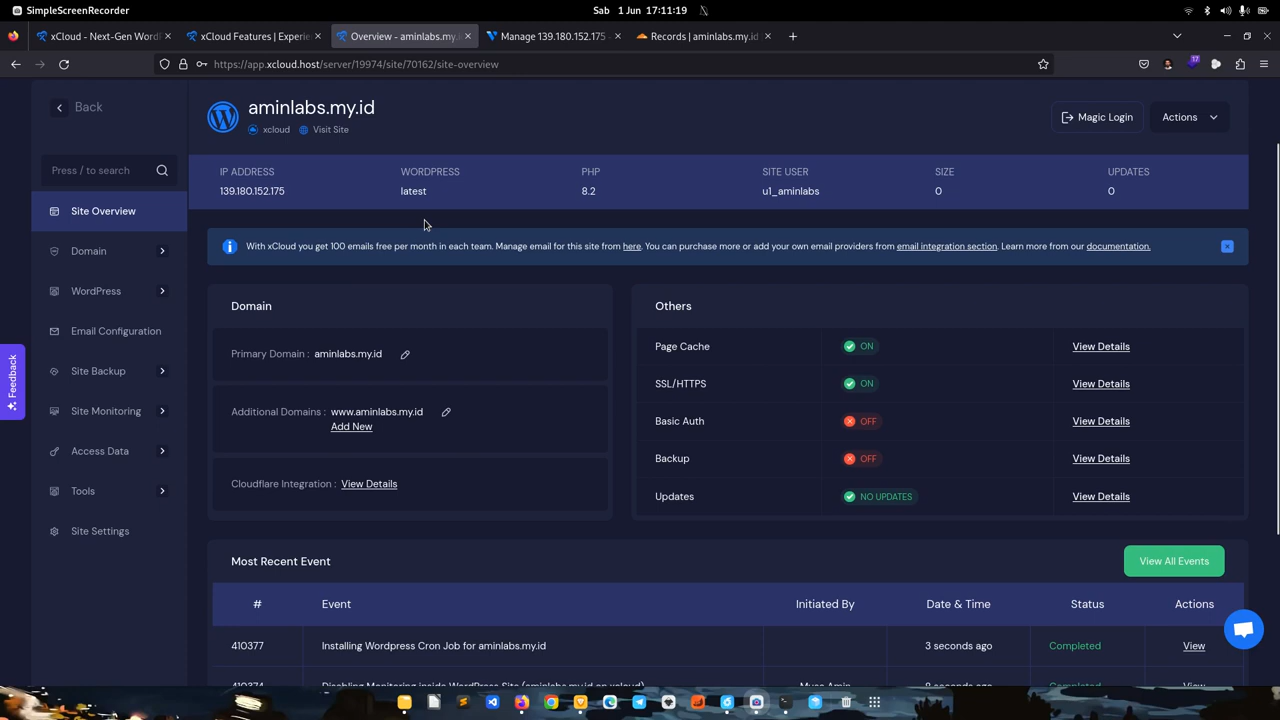 SimpleScreenRecorder
Sab 1 Jun 17:11:19
xCloud - Next-Gen WordP
xCloud Features | Experie
Overview - aminlabs.my.i
Manage 139.180.152.175
Records | aminlabs.my.id
https://app.xcloud.host/server/19974/site/70162/site-overview
17
Back
aminlabs.my.id
xcloud
Visit Site
Magic Login
Actions
Press / to search
IP ADDRESS
WORDPRESS
PHP
SITE USER
SIZE
UPDATES
139.180.152.175
latest
8.2
u1_aminlabs
0
0
Site Overview
Domain
WordPress
Email Configuration
Site Backup
Site Monitoring
Access Data
Tools
Site Settings
Feedback
With xCloud you get 100 emails free per month in each team. Manage email for this site from here. You can purchase more or add your own email providers from email integration section. Learn more from our documentation.
Domain
Primary Domain : aminlabs.my.id
Additional Domains : www.aminlabs.my.id
Add New
Cloudflare Integration : View Details
Others
Page Cache ON View Details
SSL/HTTPS ON View Details
Basic Auth OFF View Details
Backup OFF View Details
Updates NO UPDATES View Details
Most Recent Event
View All Events
# Event Initiated By Date & Time Status Actions
410377 Installing Wordpress Cron Job for aminlabs.my.id 3 seconds ago Completed View